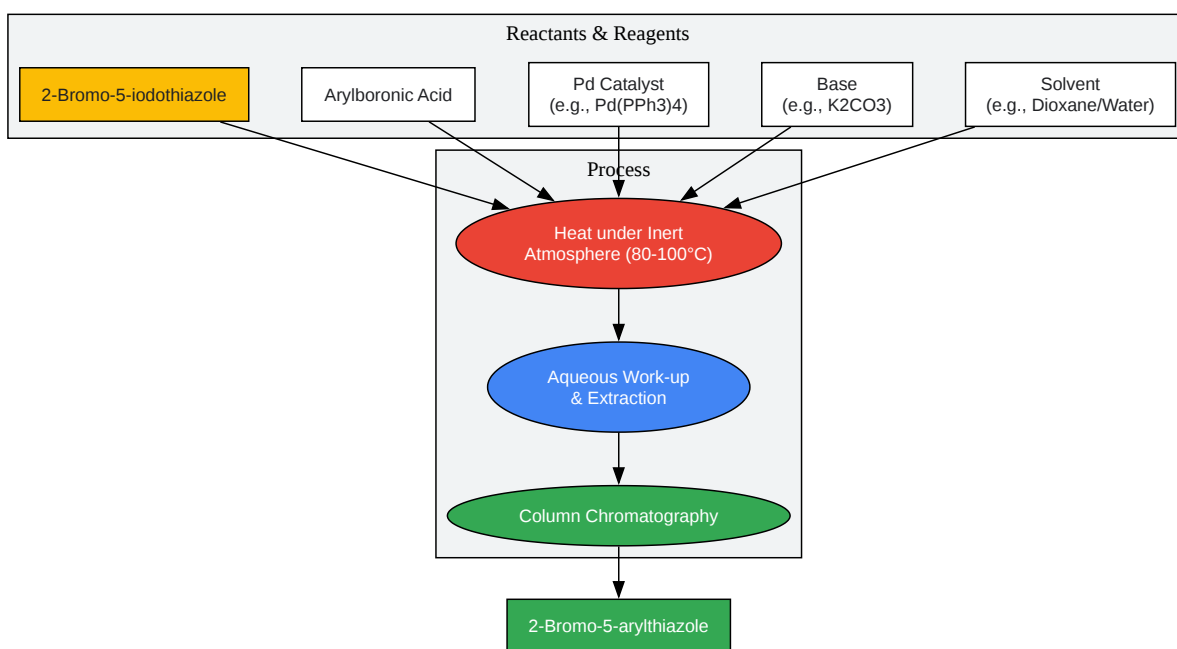 Reactants & Reagents
2-Bromo-5-iodothiazole
Arylboronic Acid
Pd Catalyst
(e.g., Pd(PPh3)4)
Base
(e.g., K2CO3)
Solvent
(e.g., Dioxane/Water)
Process
Heat under Inert
Atmosphere (80-100°C)
Aqueous Work-up
& Extraction
Column Chromatography
2-Bromo-5-arylthiazole